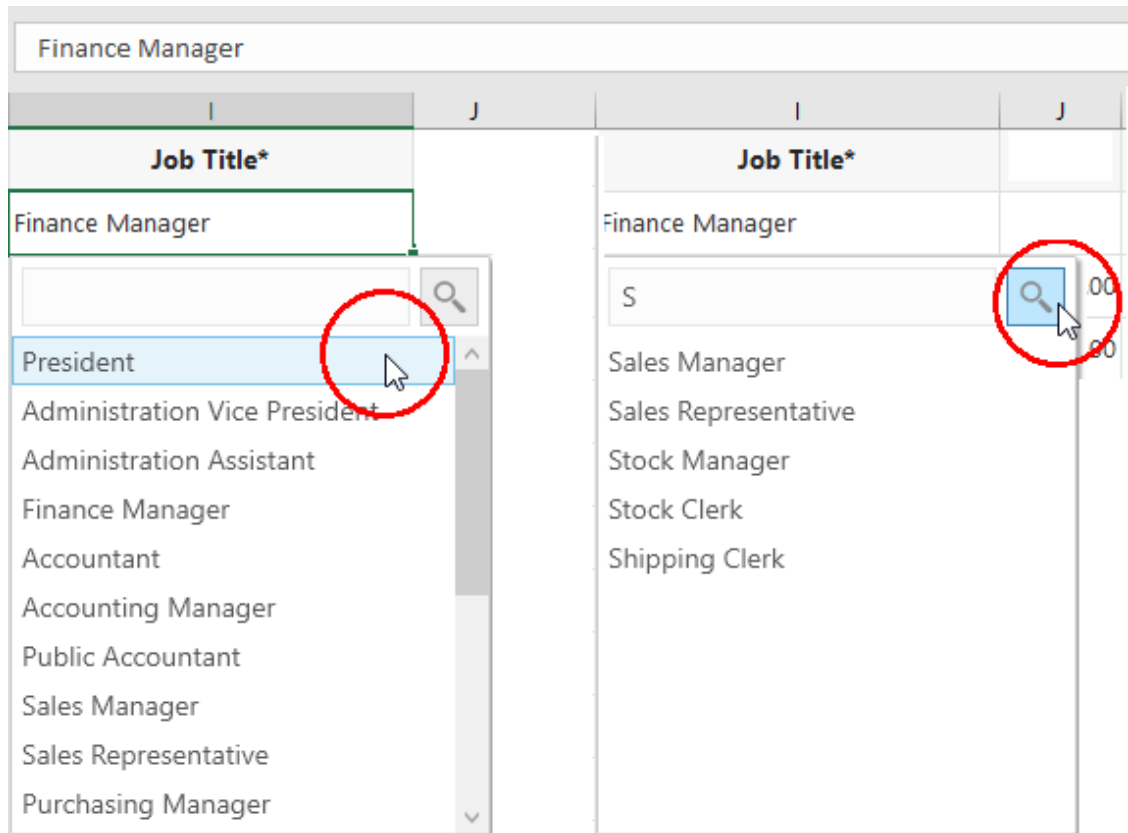 Finance Manager
I
J
Job Title*
Finance Manager
President
Administration Vice President
Administration Assistant
Finance Manager
Accountant
Accounting Manager
Public Accountant
Sales Manager
Sales Representative
Purchasing Manager
I
J
Job Title*
Finance Manager
S
.00
Sales Manager
Sales Representative
Stock Manager
Stock Clerk
Shipping Clerk